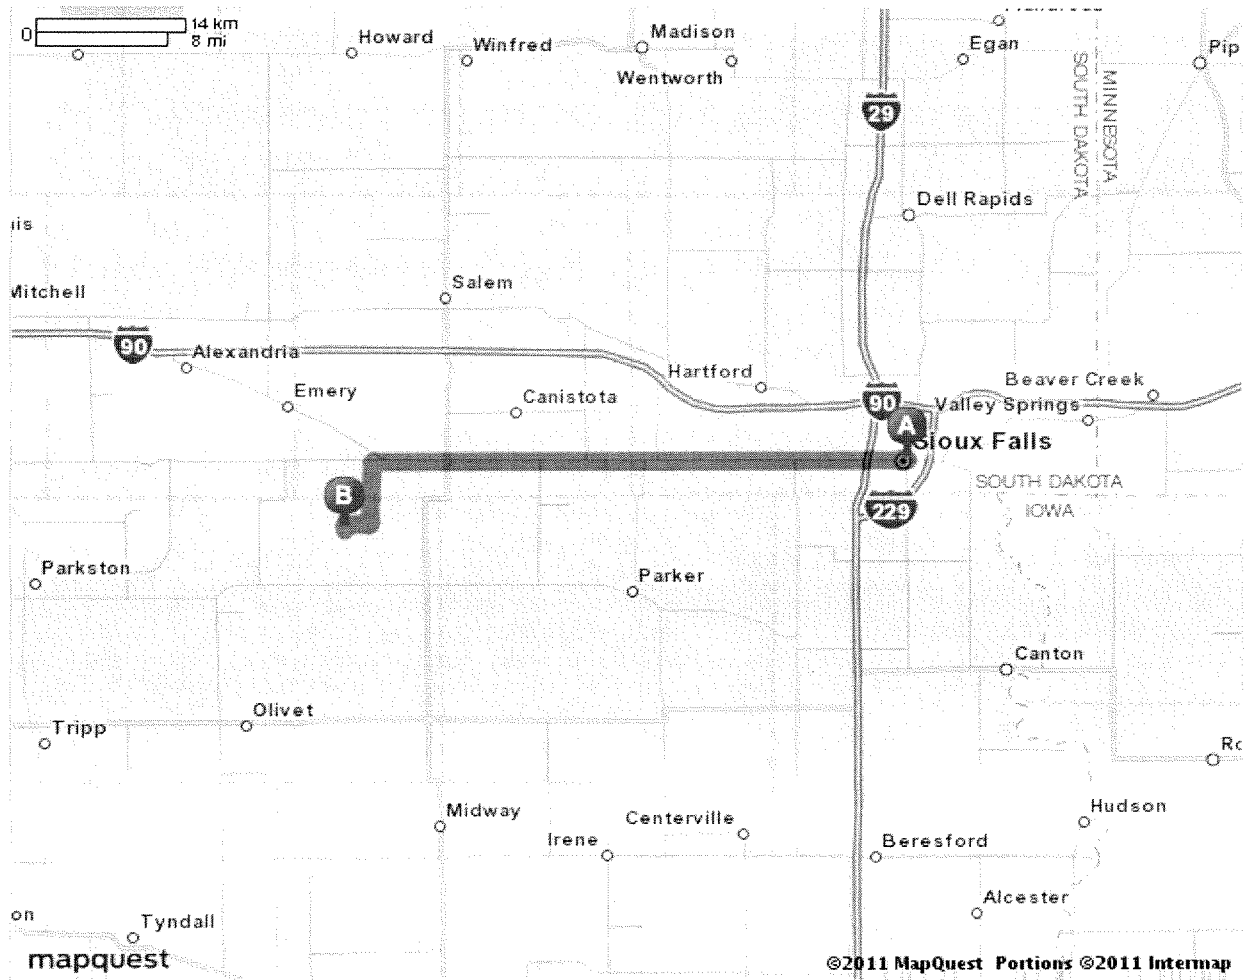 0
14 km
8 mi
Howard
Winfred
Madison
Wentworth
Egan
Pip
29
SOUTH DAKOTA
MINNESOTA
Dell Rapids
Mitchell
Salem
90
Alexandria
Emery
Canistota
Hartford
90
Beaver Creek
Valley Springs
A
Sioux Falls
B
229
SOUTH DAKOTA
IOWA
Parkston
Parker
Canton
Olivet
Tripp
Ro
Midway
Irene
Centerville
Hudson
Beresford
Alcester
on
Tyndall
mapquest
©2011 MapQuest Portions ©2011 Intermap